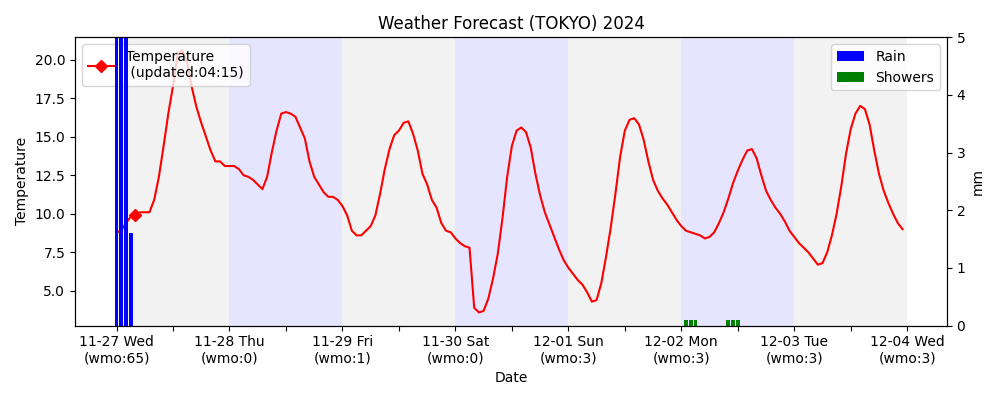 Weather Forecast (TOKYO) 2024
Temperature
(updated:04:15)
Rain
Showers
Temperature
20.0
17.5
15.0
12.5
10.0
7.5
5.0
5
4
3
2
1
0
mm
11-27 Wed
(wmo:65)
11-28 Thu
(wmo:0)
11-29 Fri
(wmo:1)
11-30 Sat
(wmo:0)
12-01 Sun
(wmo:3)
12-02 Mon
(wmo:3)
12-03 Tue
(wmo:3)
12-04 Wed
(wmo:3)
Date